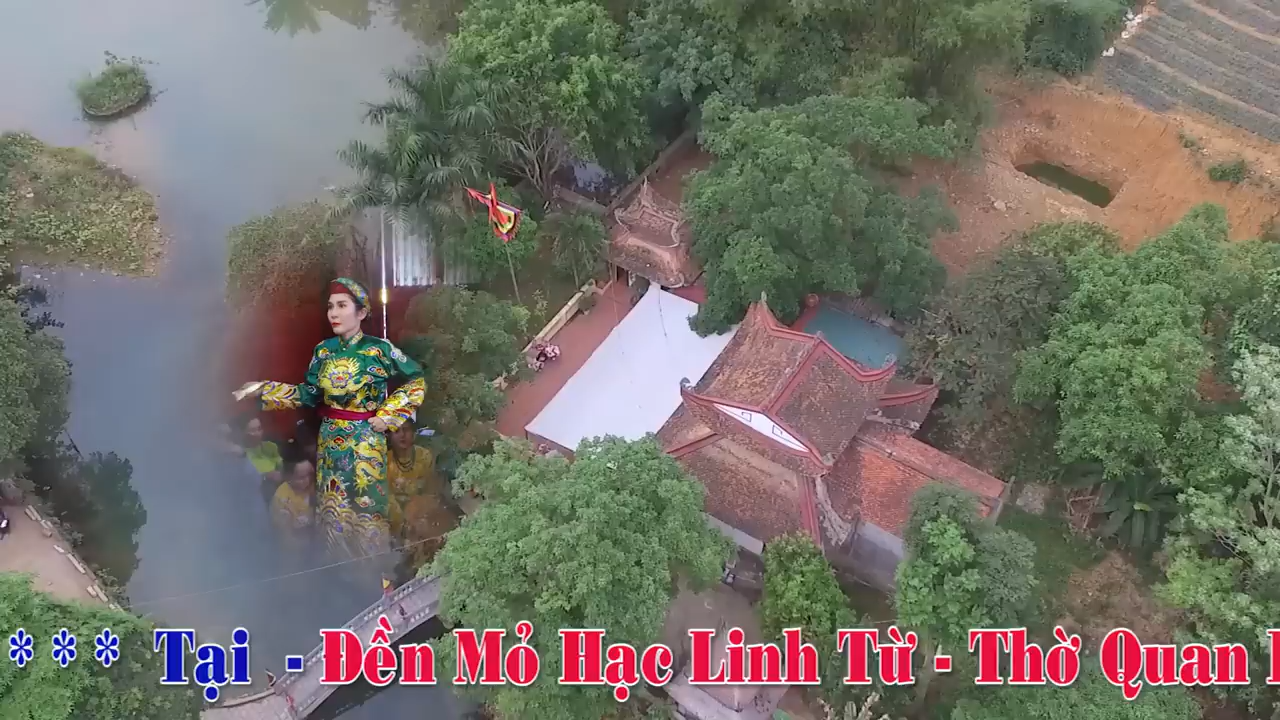 *** Tại - Đền Mỏ Hạc Linh Từ - Thờ Quan